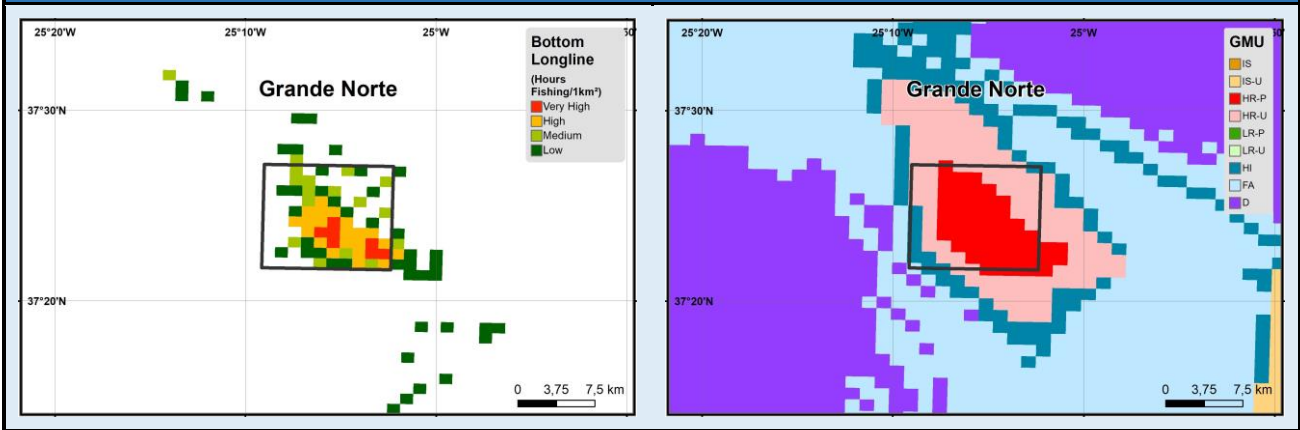 25°20'W
25°10'W
25°W
50'
Bottom
Longline
(Hours
Fishing/1km²)
Very High
High
Medium
Low
Grande Norte
37°30'N
37°20'N
0 3,75 7,5 km
25°20'W
25°10'W
25°W
50'
GMU
IS
IS-U
HR-P
HR-U
LR-P
LR-U
HI
FA
D
Grande Norte
37°30'N
37°20'N
0 3,75 7,5 km